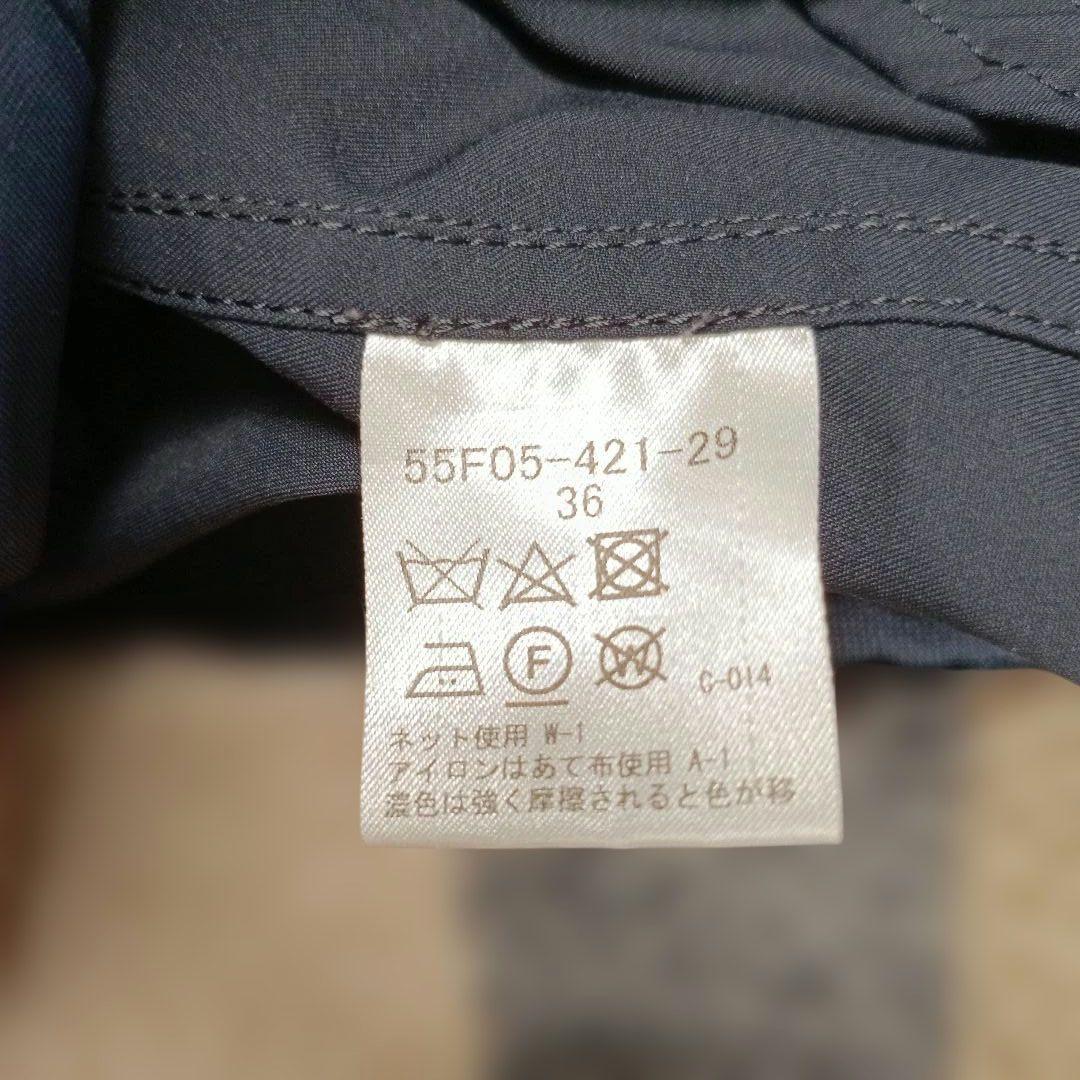 55F05-421-29
36
F W G-014
ネット使用 W-1
アイロンはあて布使用 A-1
濃色は強く摩擦されると色が移